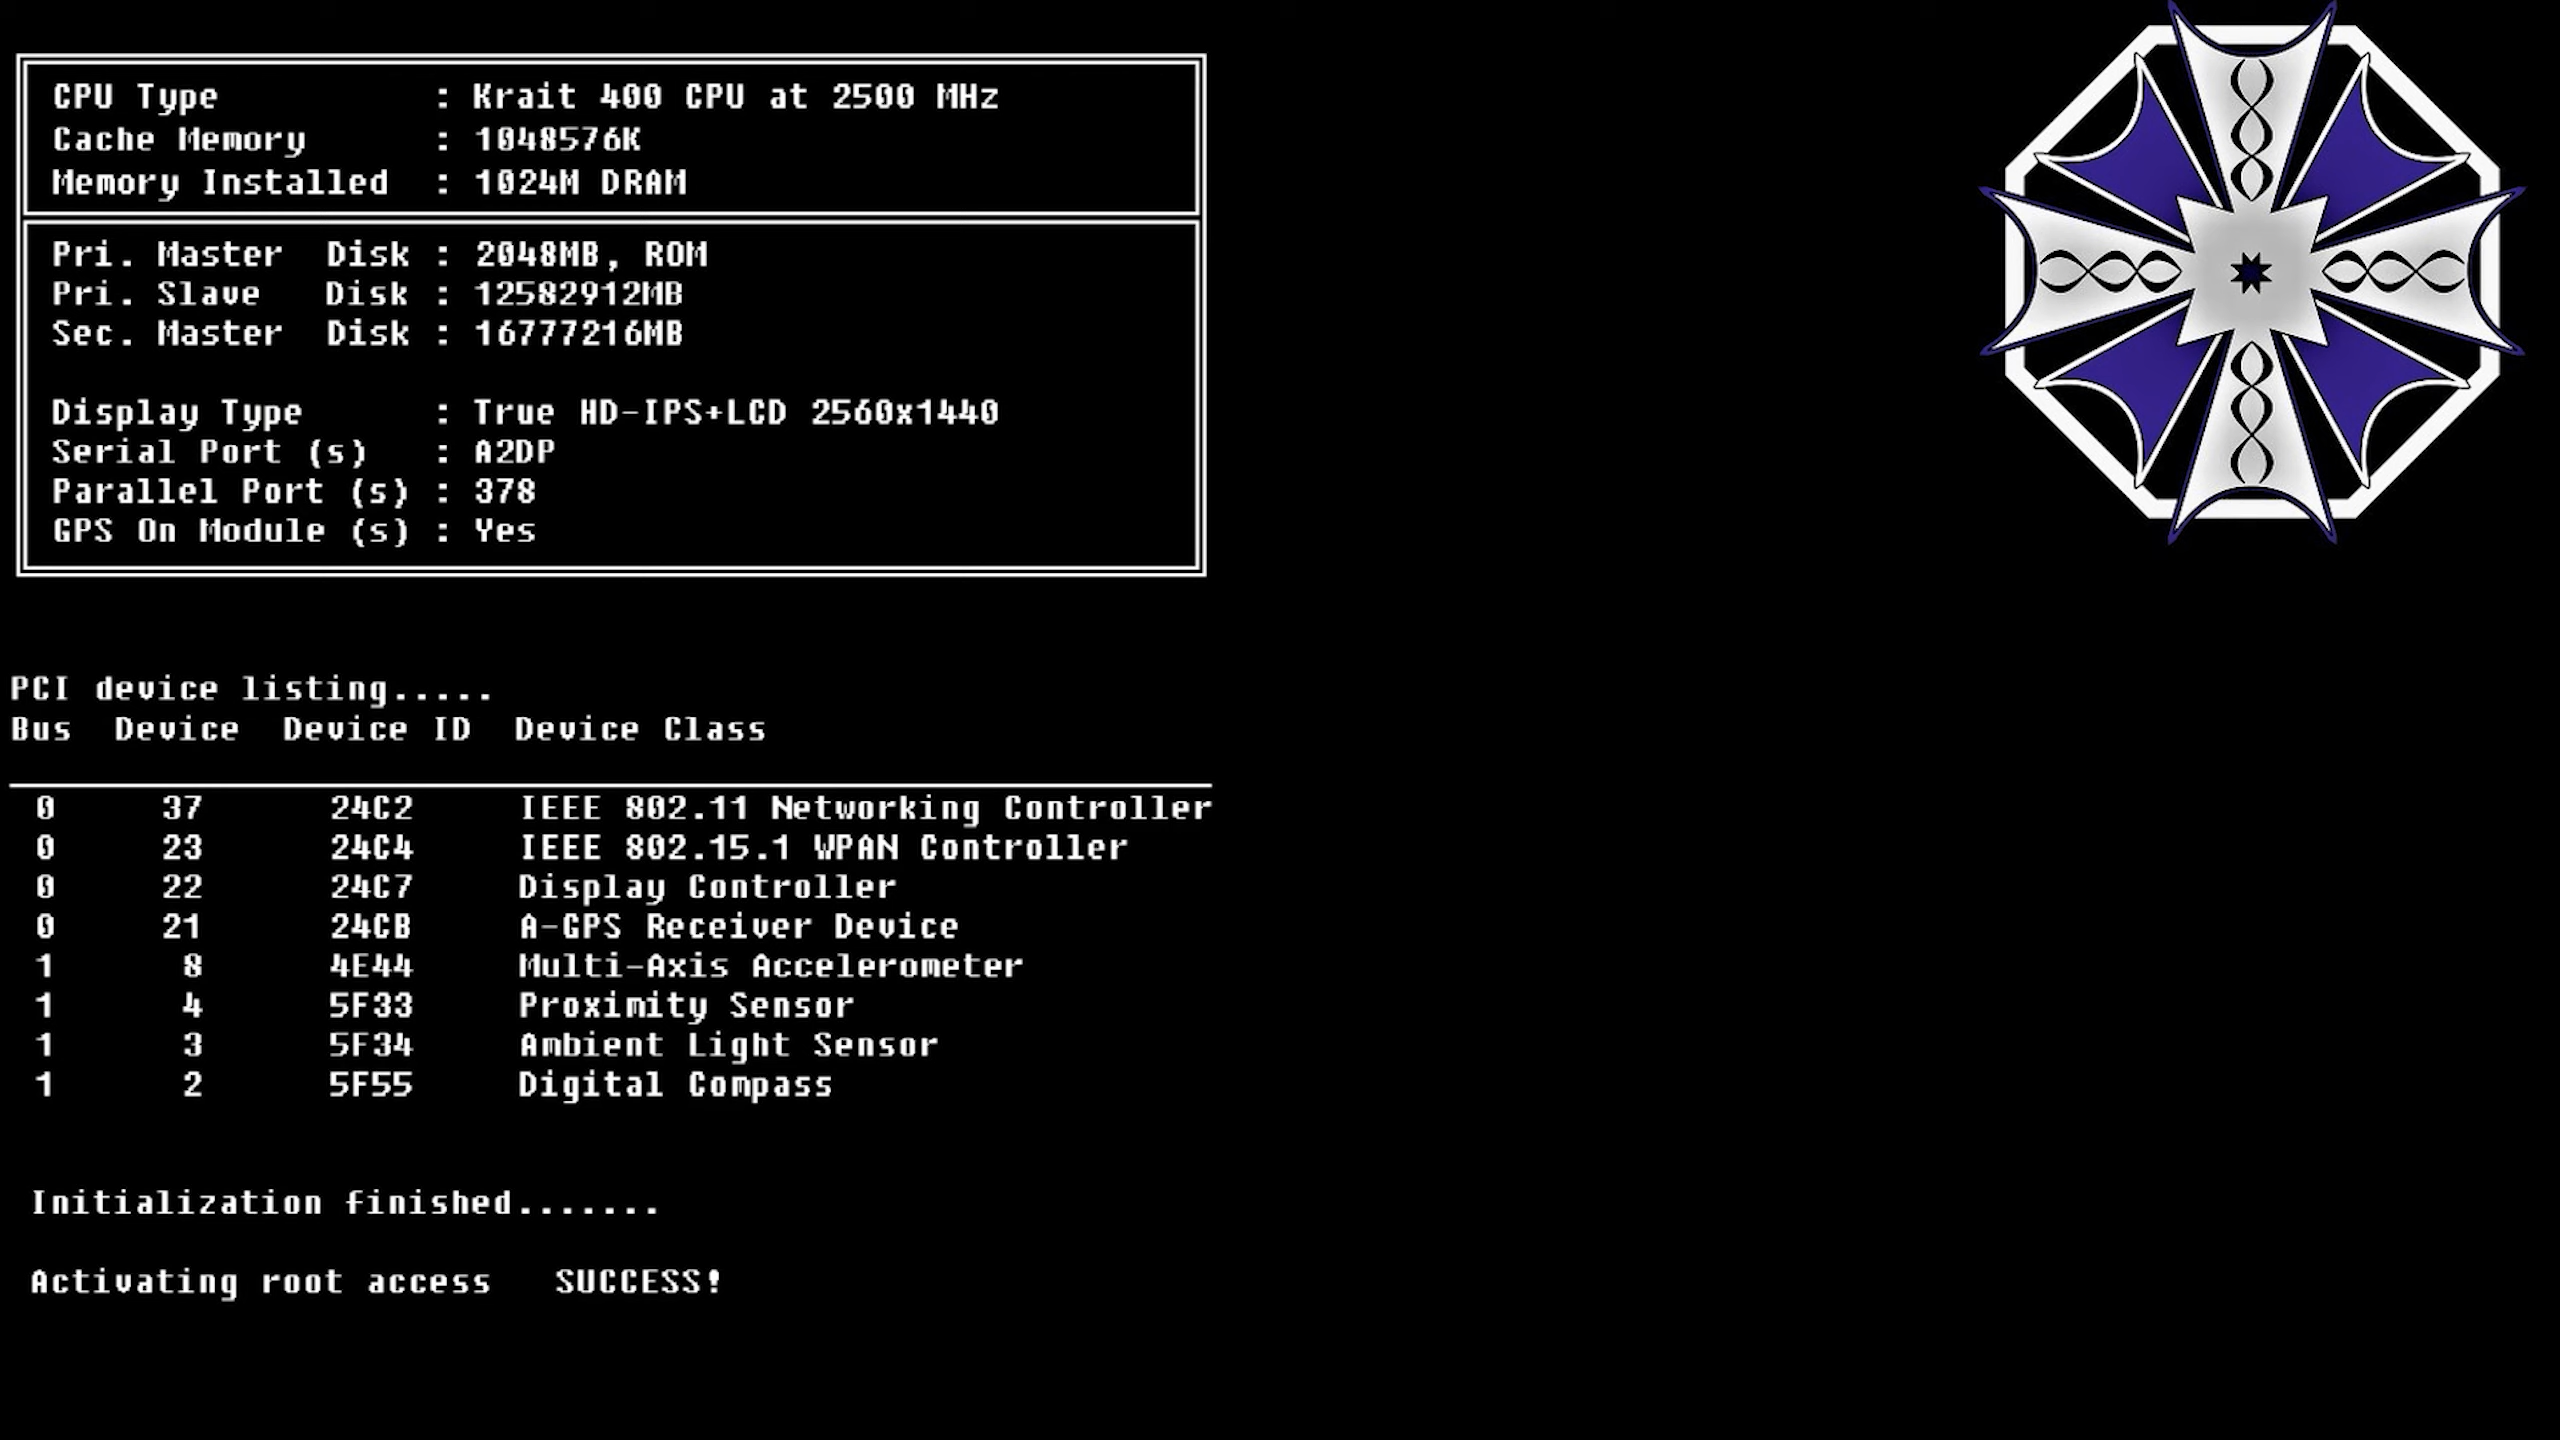 CPU Type : Krait 400 CPU at 2500 MHz
Cache Memory : 1048576K
Memory Installed : 1024M DRAM
Pri. Master Disk : 2048MB, ROM
Pri. Slave Disk : 12582912MB
Sec. Master Disk : 16777216MB
Display Type : True HD-IPS+LCD 2560x1440
Serial Port (s) : A2DP
Parallel Port (s) : 378
GPS On Module (s) : Yes
PCI device listing.....
Bus Device Device ID Device Class
0 37 24C2 IEEE 802.11 Networking Controller
0 23 24C4 IEEE 802.15.1 WPAN Controller
0 22 24C7 Display Controller
0 21 24CB A-GPS Receiver Device
1 8 4E44 Multi-Axis Accelerometer
1 4 5F33 Proximity Sensor
1 3 5F34 Ambient Light Sensor
1 2 5F55 Digital Compass
Initialization finished.......
Activating root access SUCCESS!